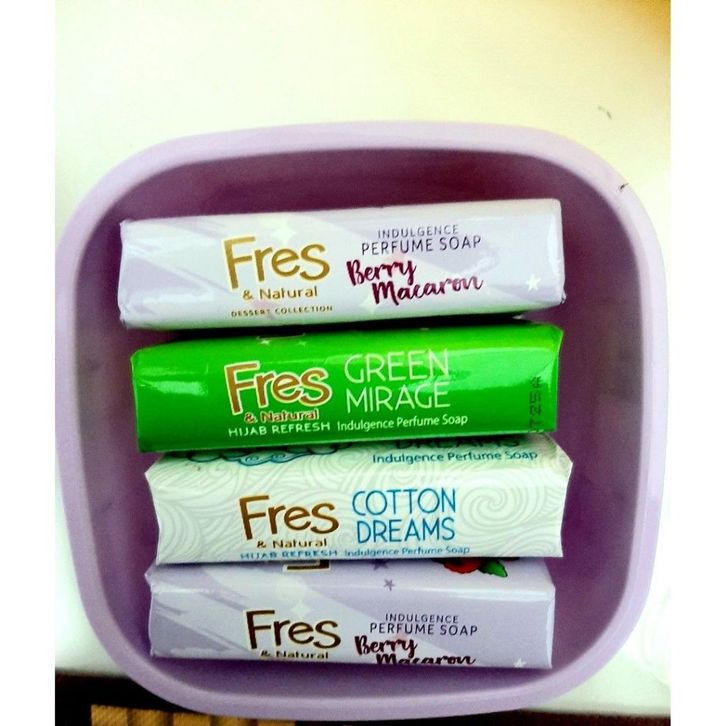 INDULGENCE
PERFUME SOAP
Fres
& Natural
DESSERT COLLECTION
Berry
Macaron
Fres
& Natural
HIJAB REFRESH
GREEN
MIRAGE
Indulgence Perfume Soap
DREAMS
Indulgence Perfume Soap
Fres
& Natural
HIJAB REFRESH
COTTON
DREAMS
Indulgence Perfume Soap
Fres
& Natural
INDULGENCE
PERFUME SOAP
Berry
Macaron